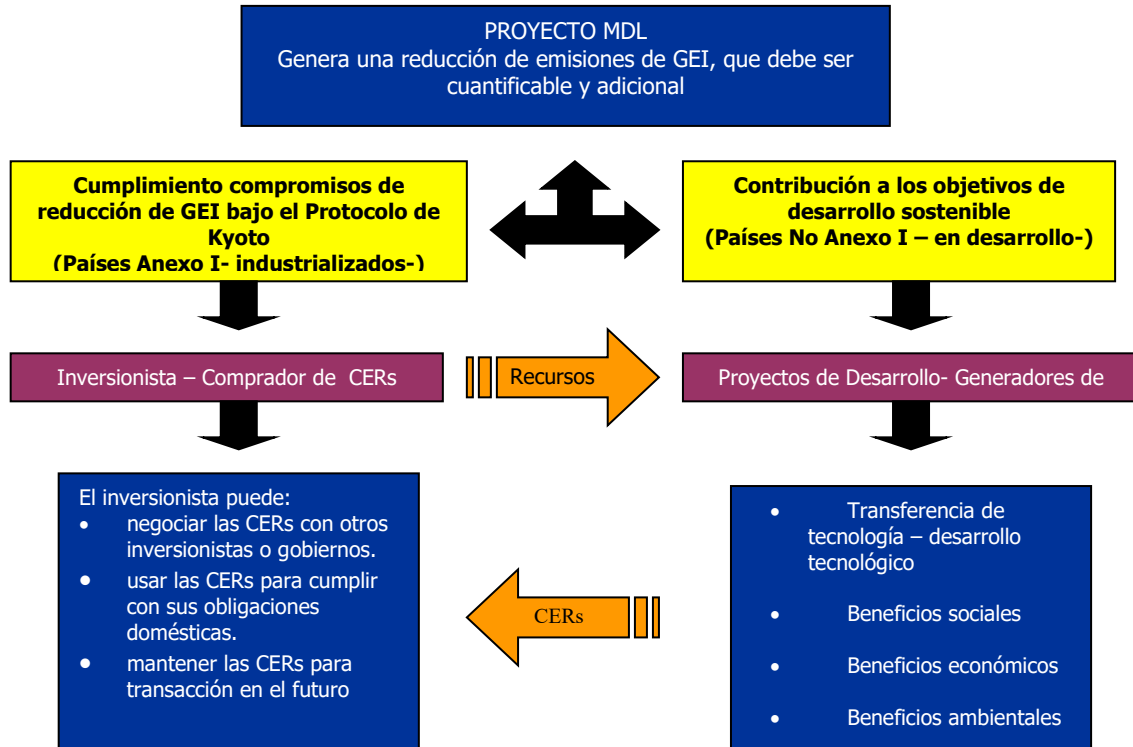 PROYECTO MDL
Genera una reducción de emisiones de GEI, que debe ser
cuantificable y adicional
Cumplimiento compromisos de
reducción de GEI bajo el Protocolo de
Kyoto
(Países Anexo I- industrializados-)
Contribución a los objetivos de
desarrollo sostenible
(Países No Anexo I – en desarrollo-)
Inversionista – Comprador de CERs
Recursos
Proyectos de Desarrollo- Generadores de
El inversionista puede:
• negociar las CERs con otros
inversionistas o gobiernos.
• usar las CERs para cumplir
con sus obligaciones
domésticas.
• mantener las CERs para
transacción en el futuro
CERs
• Transferencia de
tecnología – desarrollo
tecnológico
• Beneficios sociales
• Beneficios económicos
• Beneficios ambientales